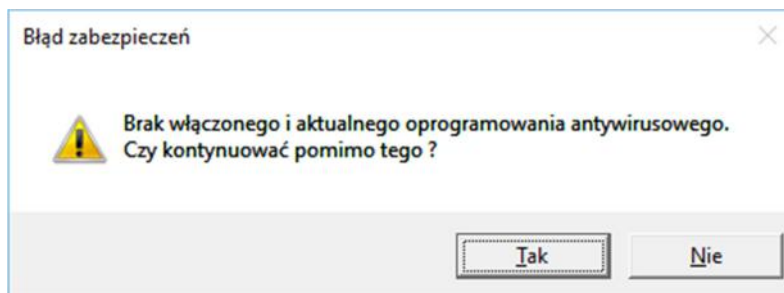 Błąd zabezpieczeń
Brak włączonego i aktualnego oprogramowania antywirusowego.
Czy kontynuować pomimo tego ?
Tak
Nie